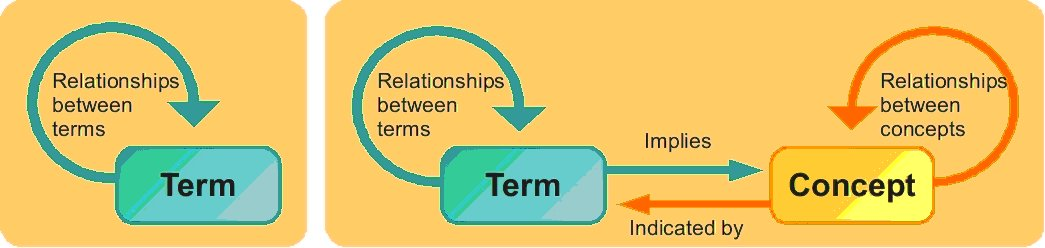 Relationships
between
terms
Term
Relationships
between
terms
Term
Implies
Indicated by
Relationships
between
concepts
Concept